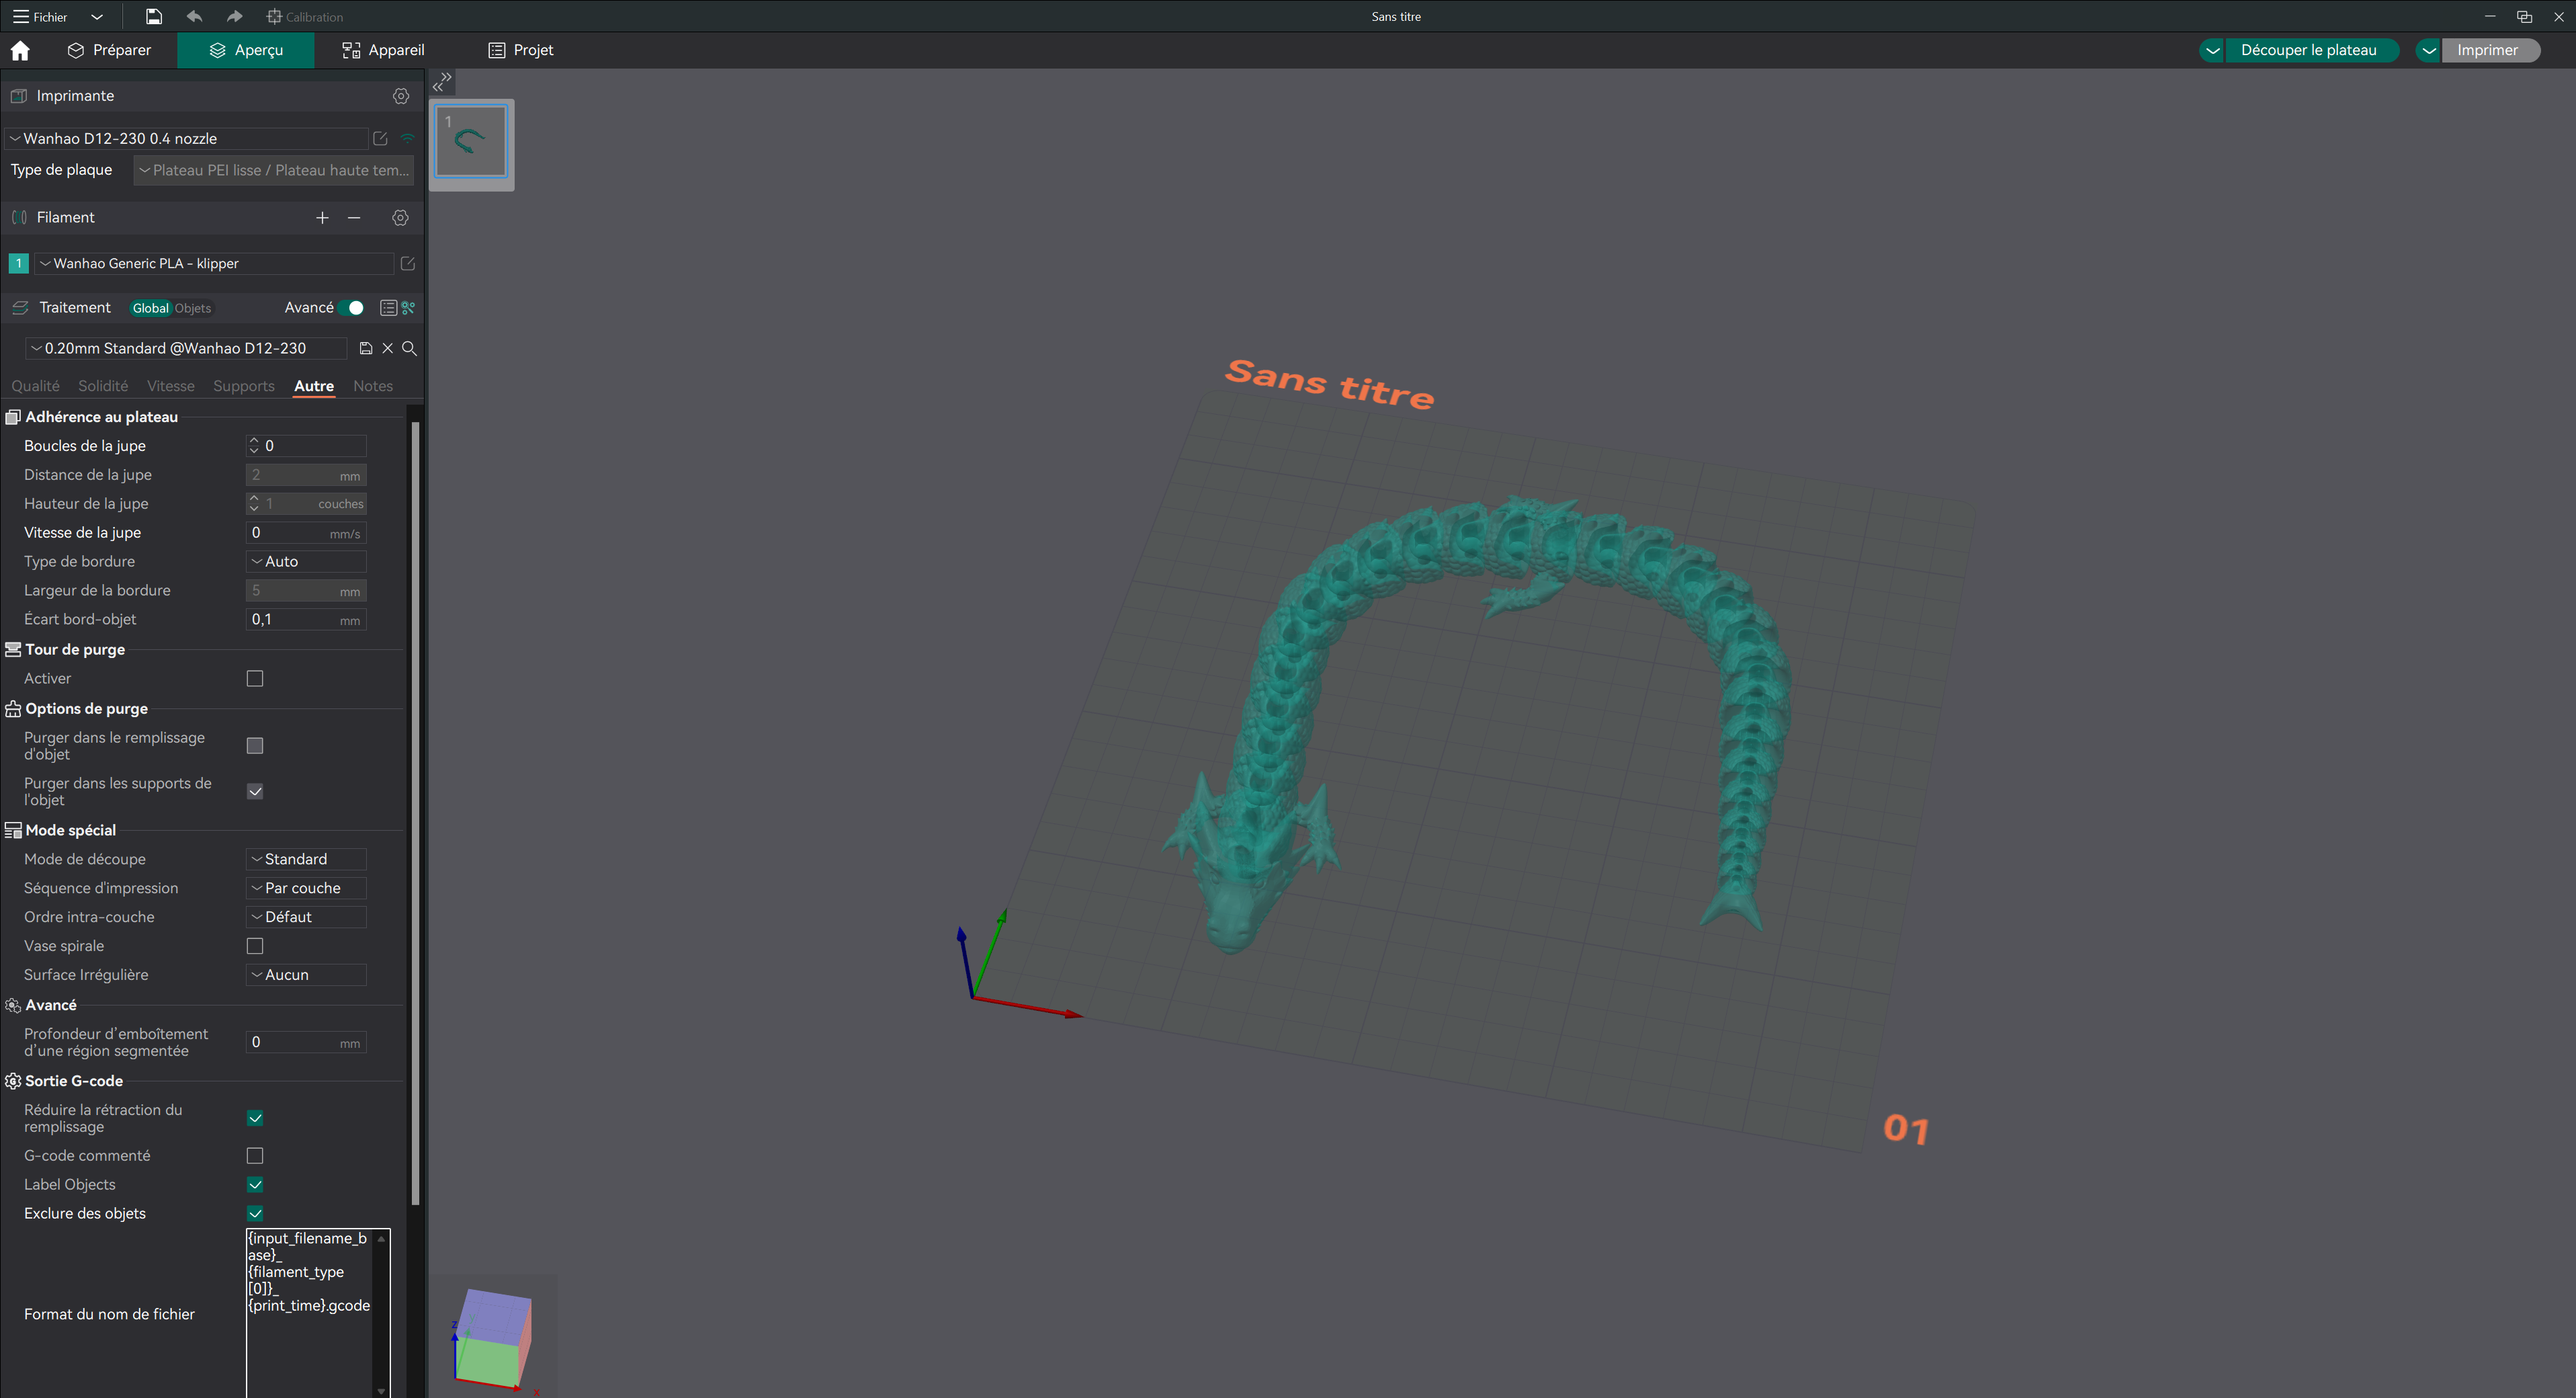 Fichier
Calibration
Sans titre
Préparer
Aperçu
Appareil
Projet
Découper le plateau
Imprimer
Imprimante
Wanhao D12-230 0.4 nozzle
Type de plaque
Plateau PEI lisse / Plateau haute tem...
Filament
1
Wanhao Generic PLA - klipper
Traitement
Global
Objets
Avancé
0.20mm Standard @Wanhao D12-230
Qualité
Solidité
Vitesse
Supports
Autre
Notes
Adhérence au plateau
Boucles de la jupe
0
Distance de la jupe
2 mm
Hauteur de la jupe
1 couches
Vitesse de la jupe
0 mm/s
Type de bordure
Auto
Largeur de la bordure
5 mm
Écart bord-objet
0,1 mm
Tour de purge
Activer
Options de purge
Purger dans le remplissage
d'objet
Purger dans les supports de
l'objet
Mode spécial
Mode de découpe
Standard
Séquence d'impression
Par couche
Ordre intra-couche
Défaut
Vase spirale
Surface Irrégulière
Aucun
Avancé
Profondeur d’emboîtement
d’une région segmentée
0 mm
Sortie G-code
Réduire la rétraction du
remplissage
G-code commenté
Label Objects
Exclure des objets
Format du nom de fichier
{input_filename_b
ase}_
{filament_type
[0]}_
{print_time}.gcode
1
Sans titre
01
z
x